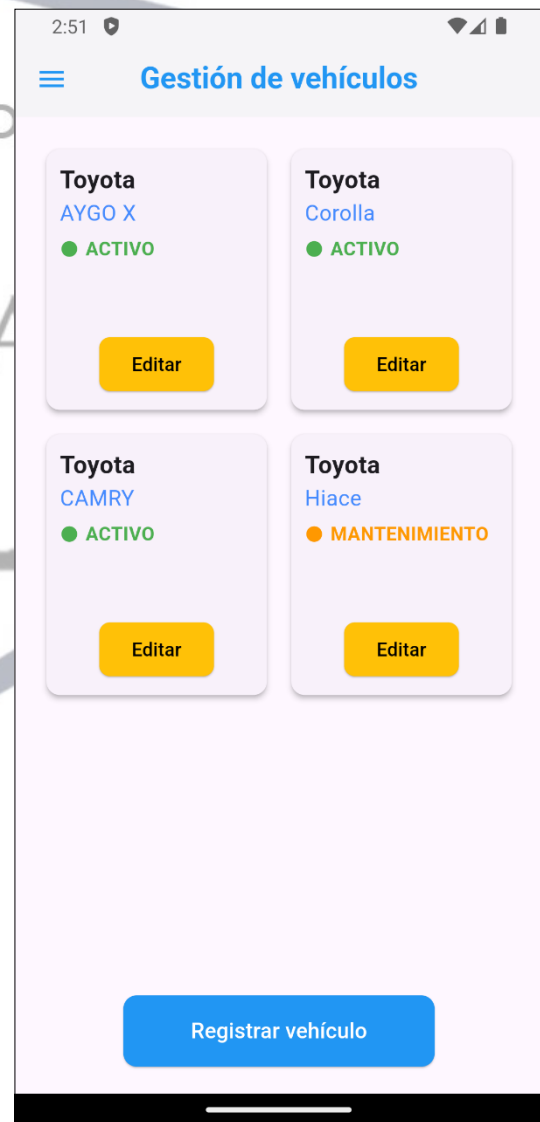 2:51
Gestión de vehículos
Toyota
AYGO X
ACTIVO
Editar
Toyota
Corolla
ACTIVO
Editar
Toyota
CAMRY
ACTIVO
Editar
Toyota
Hiace
MANTENIMIENTO
Editar
Registrar vehículo